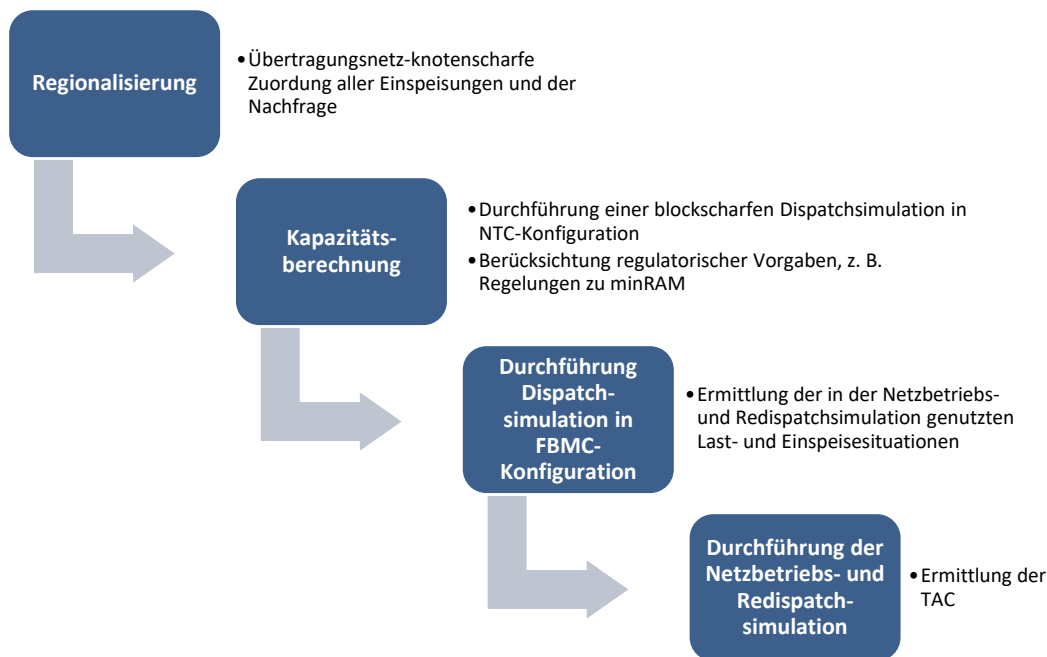 Regionalisierung
•Übertragungsnetz-knotenscharfe
Zuordung aller Einspeisungen und der
Nachfrage
Kapazitäts-
berechnung
•Durchführung einer blockscharfen Dispatchsimulation in
NTC-Konfiguration
•Berücksichtung regulatorischer Vorgaben, z. B.
Regelungen zu minRAM
Durchführung
Dispatch-
simulation in
FBMC-
Konfiguration
•Ermittlung der in der Netzbetriebs-
und Redispatchsimulation genutzten
Last- und Einspeisesituationen
Durchführung der
Netzbetriebs- und
Redispatch-
simulation
•Ermittlung der
TAC